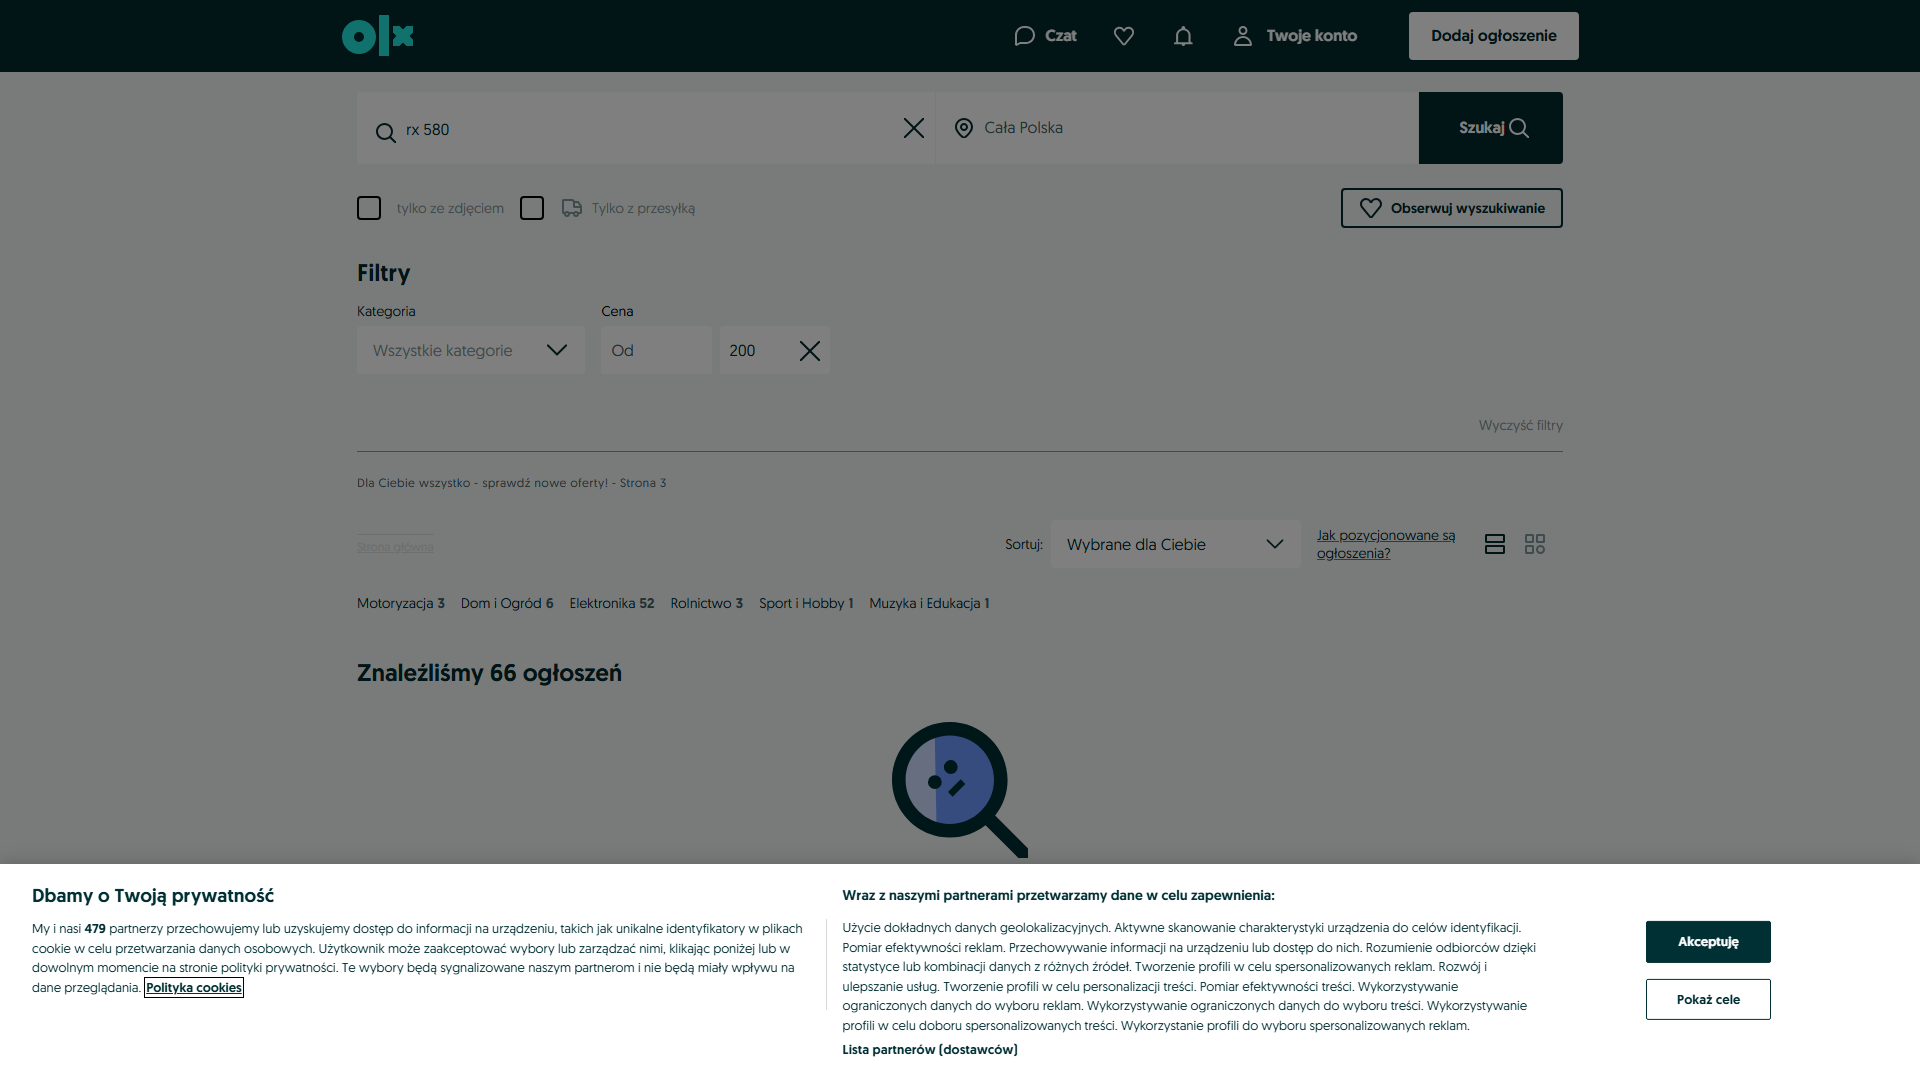 olx
Czat
Twoje konto
Dodaj ogłoszenie
rx 580
Cała Polska
Szukaj
tylko ze zdjęciem
Tylko z przesyłką
Obserwuj wyszukiwanie
Filtry
Kategoria
Cena
Wszystkie kategorie
Od
200
Wyczyść filtry
Dla Ciebie wszystko - sprawdź nowe oferty! - Strona 3
Strona główna
Sortuj:
Wybrane dla Ciebie
Jak pozycjonowane są
ogłoszenia?
Motoryzacja 3 Dom i Ogród 6 Elektronika 52 Rolnictwo 3 Sport i Hobby 1 Muzyka i Edukacja 1
Znaleźliśmy 66 ogłoszeń
Dbamy o Twoją prywatność
My i nasi 479 partnerzy przechowujemy lub uzyskujemy dostęp do informacji na urządzeniu, takich jak unikalne identyfikatory w plikach
cookie w celu przetwarzania danych osobowych. Użytkownik może zaakceptować wybory lub zarządzać nimi, klikając poniżej lub w
dowolnym momencie na stronie polityki prywatności. Te wybory będą sygnalizowane naszym partnerom i nie będą miały wpływu na
dane przeglądania. Polityka cookies
Wraz z naszymi partnerami przetwarzamy dane w celu zapewnienia:
Użycie dokładnych danych geolokalizacyjnych. Aktywne skanowanie charakterystyki urządzenia do celów identyfikacji.
Pomiar efektywności reklam. Przechowywanie informacji na urządzeniu lub dostęp do nich. Rozumienie odbiorców dzięki
statystyce lub kombinacji danych z różnych źródeł. Tworzenie profili w celu spersonalizowanych reklam. Rozwój i
ulepszanie usług. Tworzenie profili w celu personalizacji treści. Pomiar efektywności treści. Wykorzystywanie
ograniczonych danych do wyboru reklam. Wykorzystywanie ograniczonych danych do wyboru treści. Wykorzystywanie
profili w celu doboru spersonalizowanych treści. Wykorzystanie profili do wyboru spersonalizowanych reklam.
Lista partnerów (dostawców)
Akceptuję
Pokaż cele